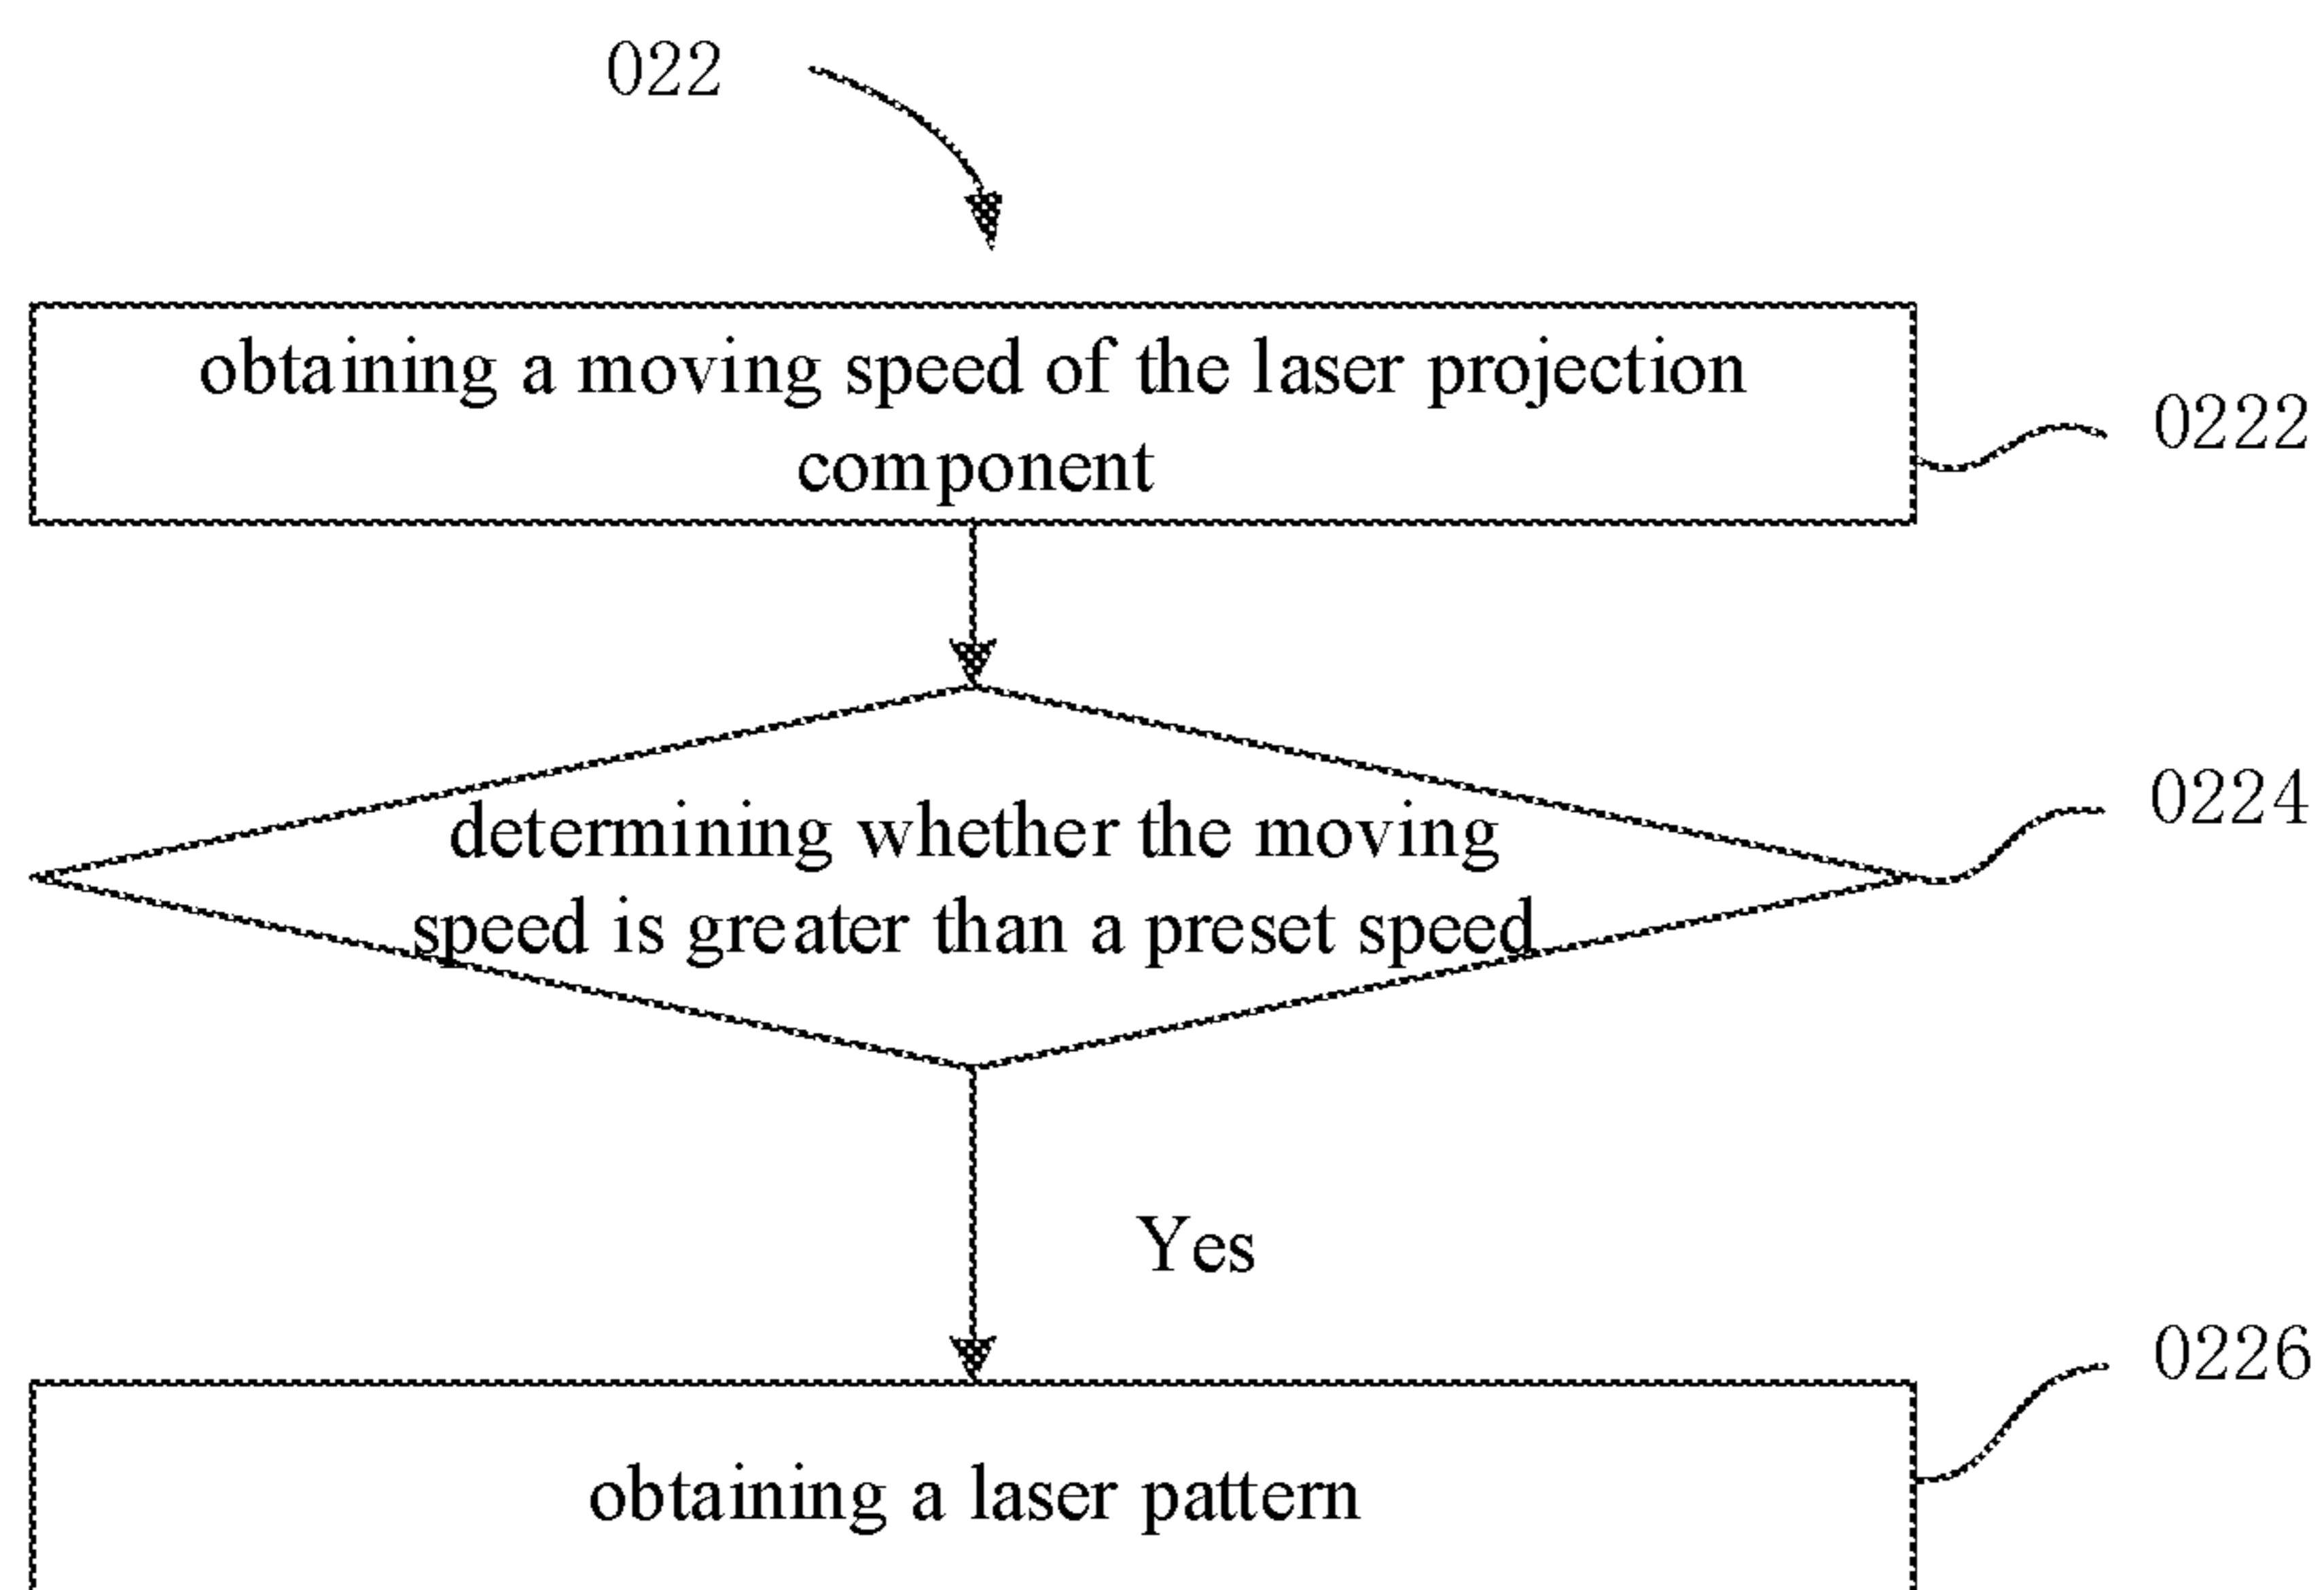 022
obtaining a moving speed of the laser projection
component
0222
determining whether the moving
speed is greater than a preset speed
0224
Yes
obtaining a laser pattern
0226